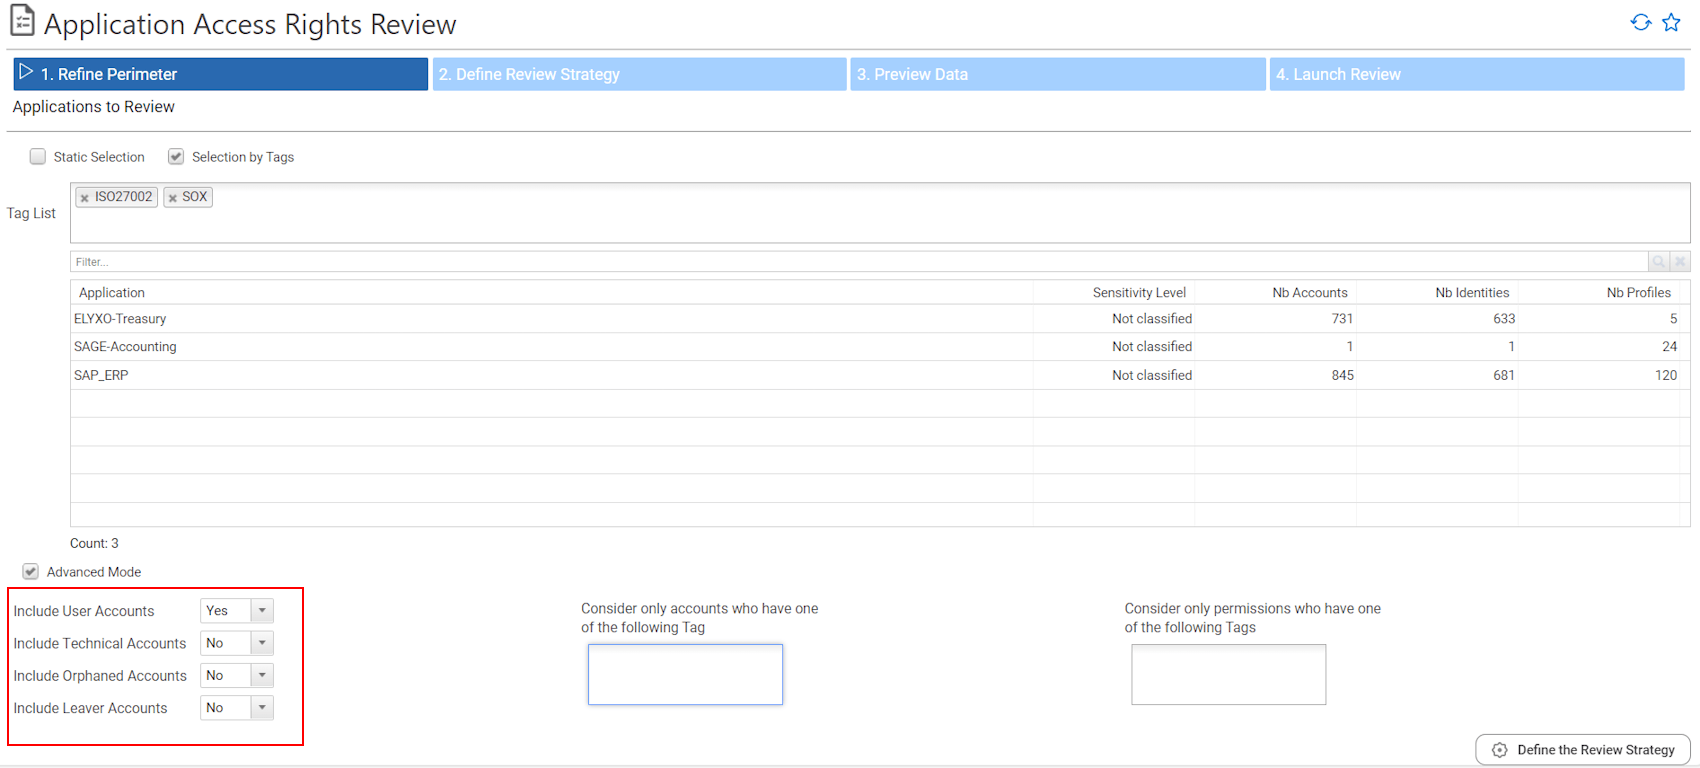 Application Access Rights Review
1. Refine Perimeter
2. Define Review Strategy
3. Preview Data
4. Launch Review
Applications to Review
Static Selection
Selection by Tags
Tag List
ISO27002
SOX
Filter...
Application Sensitivity Level Nb Accounts Nb Identities Nb Profiles
ELYXO-Treasury Not classified 731 633 5
SAGE-Accounting Not classified 1 1 24
SAP_ERP Not classified 845 681 120
Count: 3
Advanced Mode
Include User Accounts Yes
Include Technical Accounts No
Include Orphaned Accounts No
Include Leaver Accounts No
Consider only accounts who have one
of the following Tag
Consider only permissions who have one
of the following Tags
Define the Review Strategy